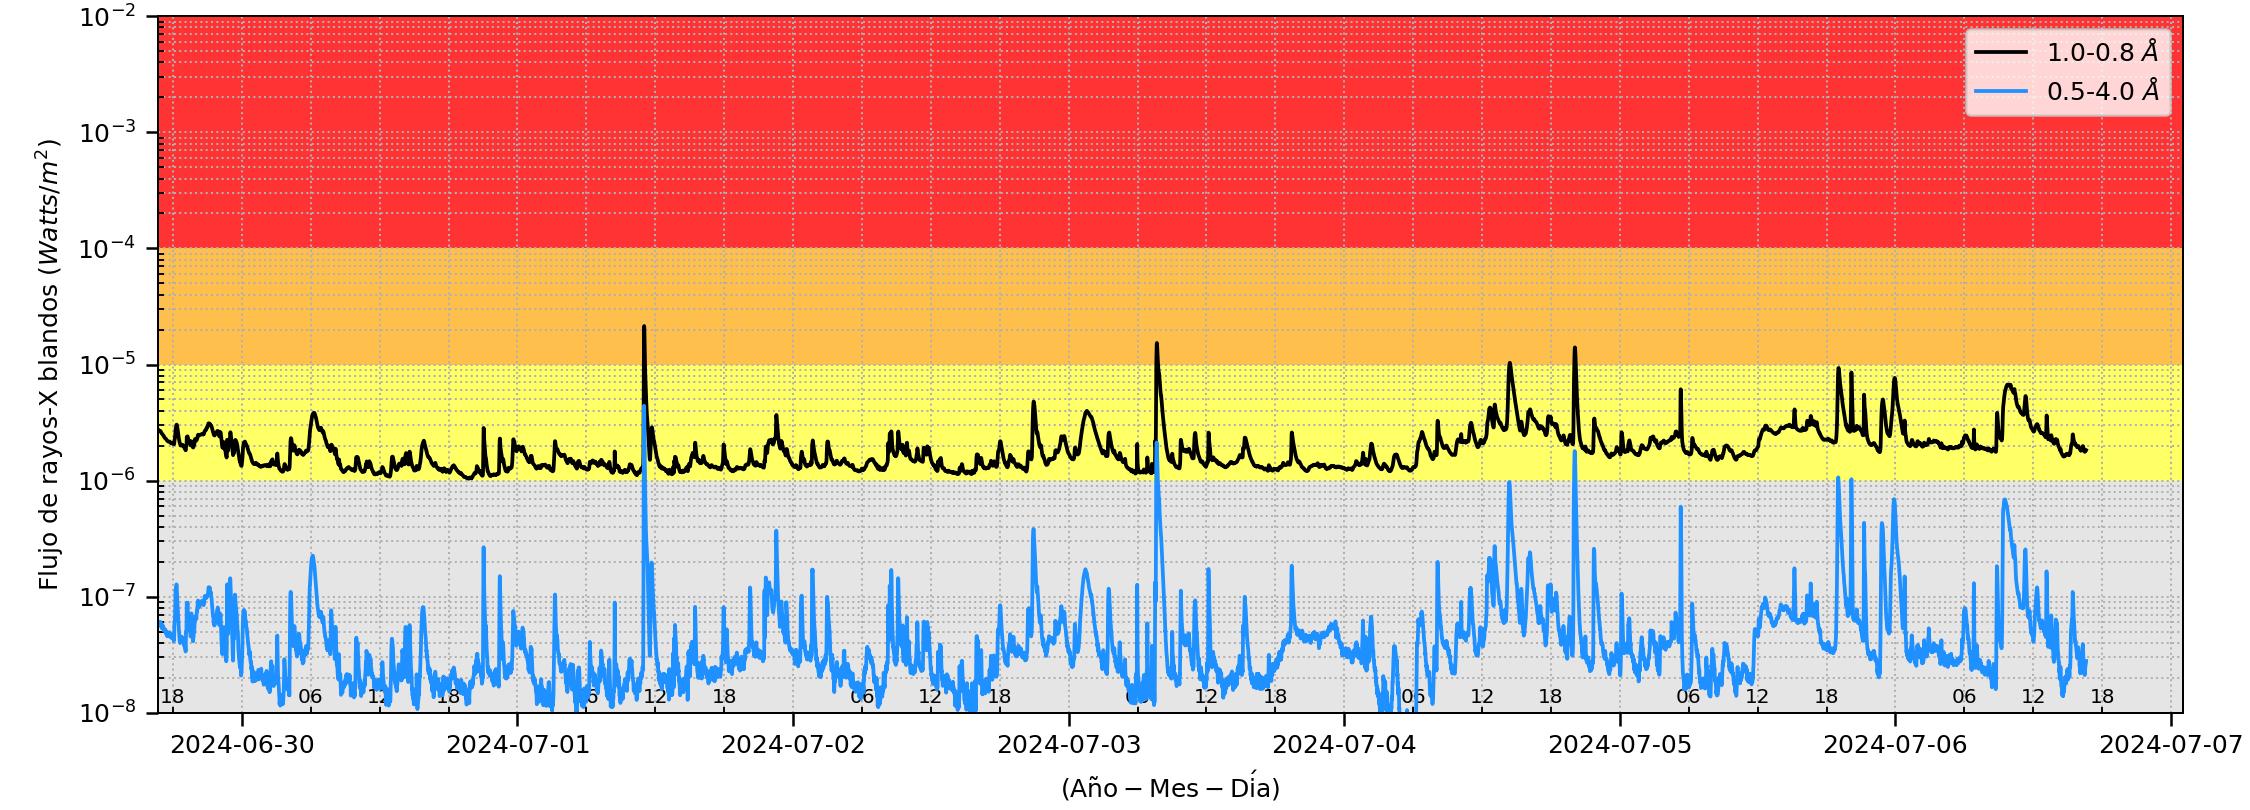 10⁻²
10⁻³
10⁻⁴
10⁻⁵
10⁻⁶
10⁻⁷
10⁻⁸
Flujo de rayos-X blandos (Watts/m²)
1.0-0.8 Å
0.5-4.0 Å
18 06 12 18 12 18 06 12 18 12 18 05 12 18 06 12 18 06 12 18
2024-06-30 2024-07-01 2024-07-02 2024-07-03 2024-07-04 2024-07-05 2024-07-06 2024-07-07
(Año − Mes − Día)